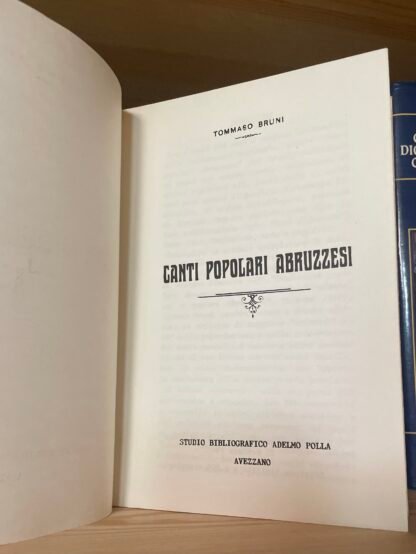 TOMMASO BRUNI
CANTI POPOLARI ABRUZZESI
STUDIO BIBLIOGRAFICO ADELMO POLLA
AVEZZANO